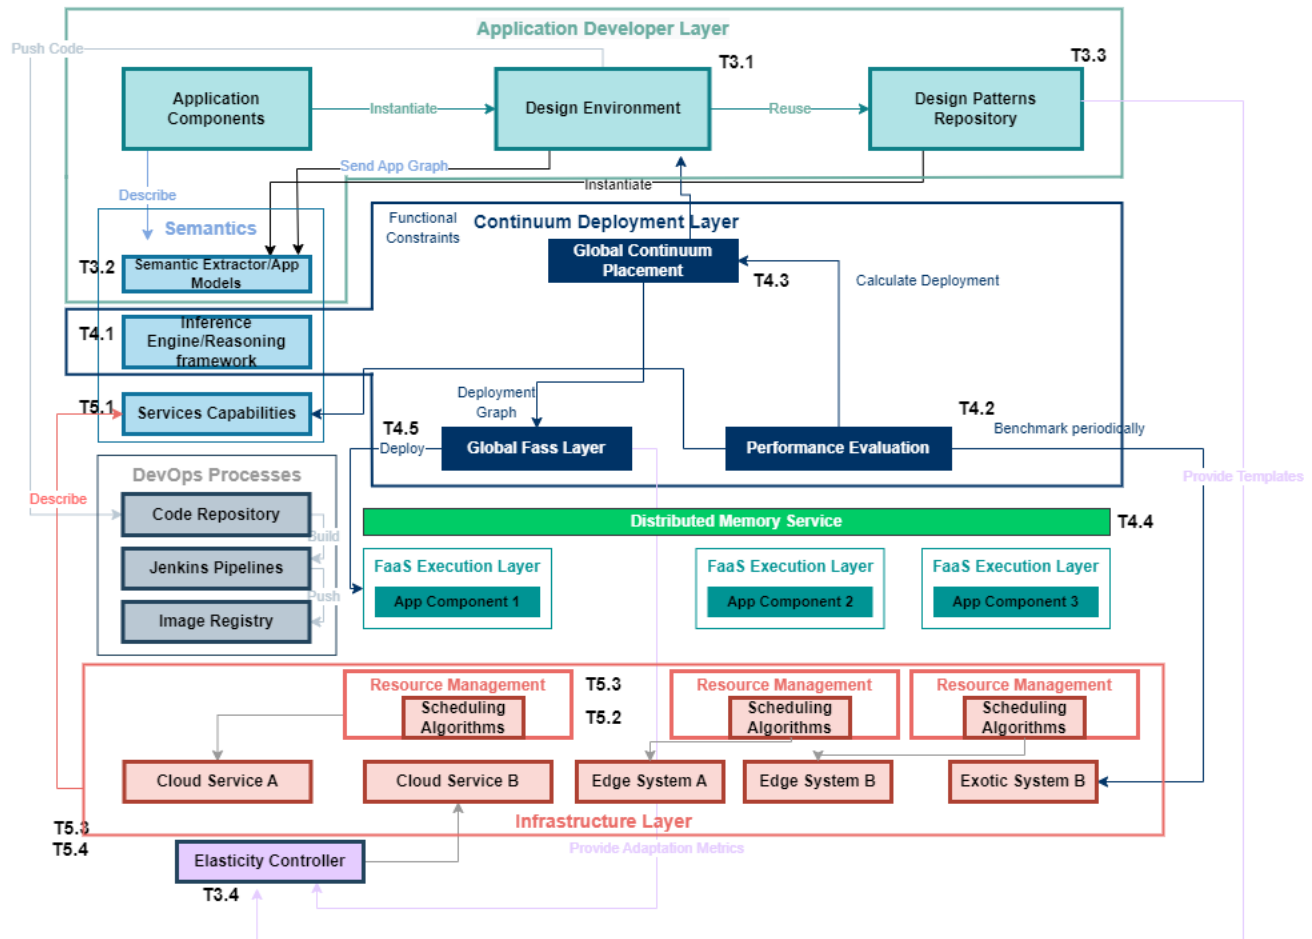 Application Developer Layer
Push Code
T3.1
T3.3
Application
Components
Instantiate
Design Environment
Reuse
Design Patterns
Repository
Send App Graph
Instantiate
Describe
Semantics
Functional
Constraints
Continuum Deployment Layer
T3.2
Semantic Extractor/App
Models
Global Continuum
Placement
T4.3
Calculate Deployment
T4.1
Inference
Engine/Reasoning
framework
T5.1
Services Capabilities
Deployment
Graph
T4.5
T4.2
Deploy
Global Fass Layer
Performance Evaluation
Benchmark periodically
DevOps Processes
Provide Templates
Describe
Code Repository
Build
Distributed Memory Service
T4.4
Jenkins Pipelines
Push
Image Registry
FaaS Execution Layer
App Component 1
FaaS Execution Layer
App Component 2
FaaS Execution Layer
App Component 3
Resource Management
T5.3
Scheduling
Algorithms
T5.2
Resource Management
Scheduling
Algorithms
Resource Management
Scheduling
Algorithms
Cloud Service A
Cloud Service B
Edge System A
Edge System B
Exotic System B
Infrastructure Layer
T5.3
T5.4
Provide Adaptation Metrics
Elasticity Controller
T3.4